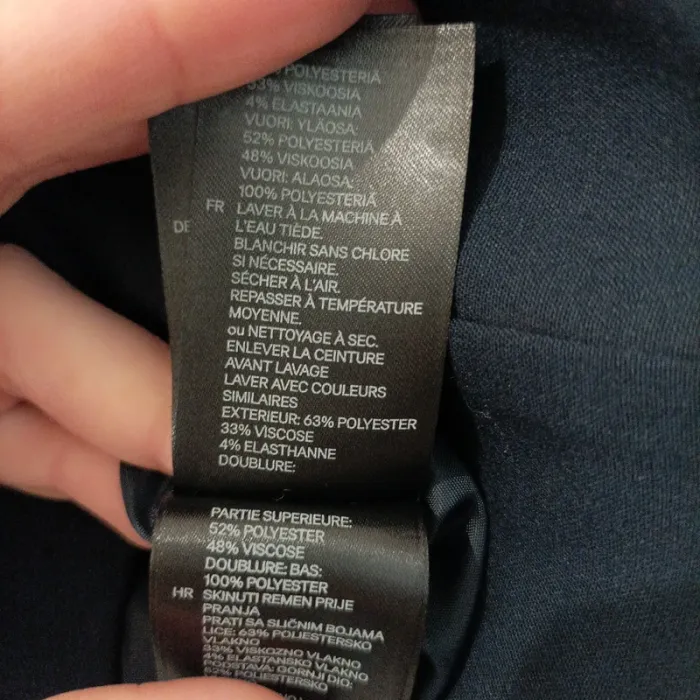 POLYESTERIÄ
33% VISKOOSIA
4% ELASTAANIA
VUORI: YLÄOSA:
52% POLYESTERIÄ
48% VISKOOSIA
VUORI: ALAOSA:
100% POLYESTERIÄ
FR LAVER À LA MACHINE À
DE L'EAU TIÈDE.
BLANCHIR SANS CHLORE
SI NÉCESSAIRE.
SÉCHER À L'AIR.
REPASSER À TEMPÉRATURE
MOYENNE.
ou NETTOYAGE À SEC.
ENLEVER LA CEINTURE
AVANT LAVAGE
LAVER AVEC COULEURS
SIMILAIRES
EXTERIEUR: 63% POLYESTER
33% VISCOSE
4% ELASTHANNE
DOUBLURE:
PARTIE SUPERIEURE:
52% POLYESTER
48% VISCOSE
DOUBLURE: BAS:
100% POLYESTER
HR SKINUTI REMEN PRIJE
PRANJA
PRATI SA SLIČNIM BOJAMA
LICE: 63% POLIESTERSKO
VLAKNO
33% VISKOZNO VLAKNO
4% ELASTANSKO VLAKNO
PODSTAVA: GORNJI DIO:
52% POLIESTERSKO